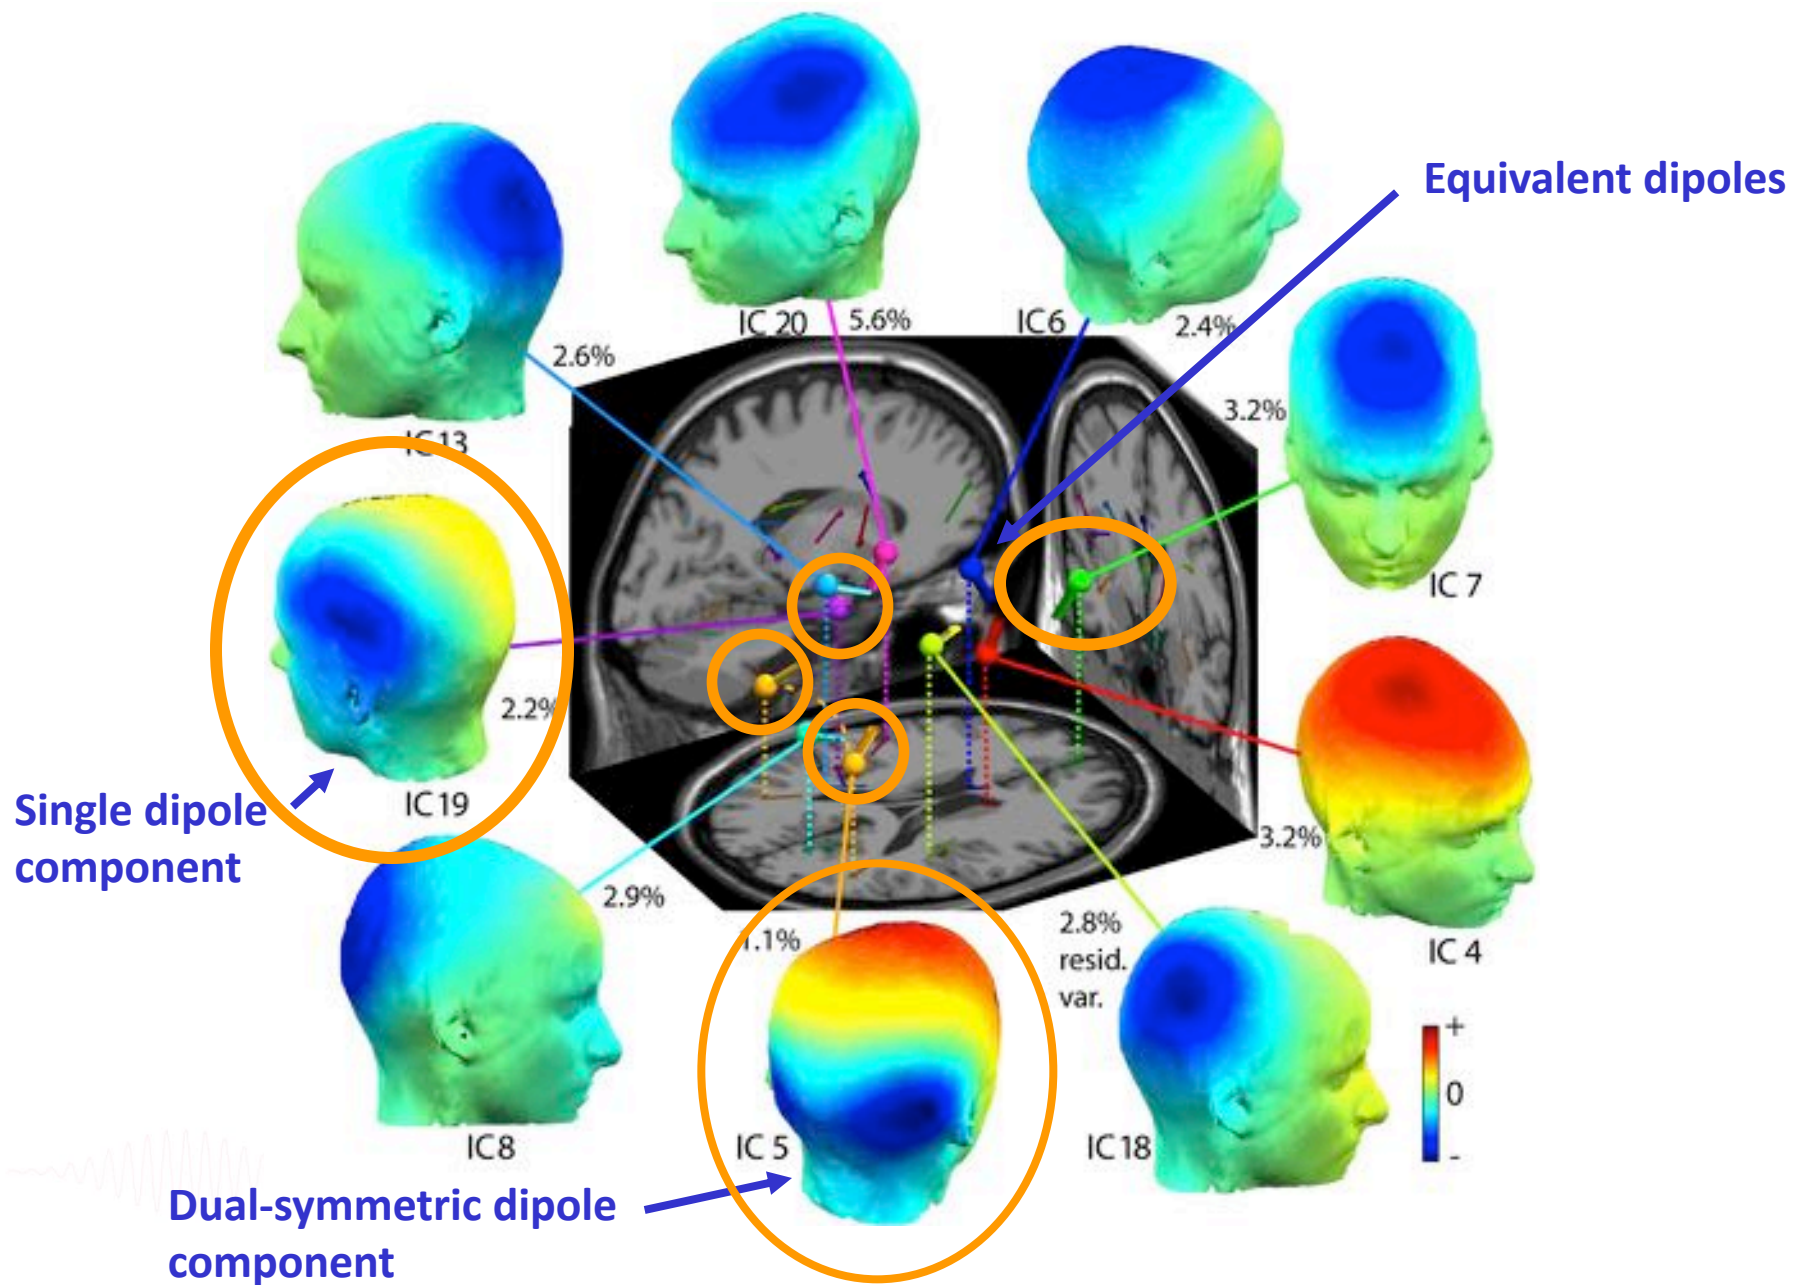 Equivalent dipoles
IC 20
5.6%
IC6
2.4%
2.6%
IC13
3.2%
IC 7
2.2%
IC19
Single dipole
component
3.2%
IC 4
2.9%
IC8
1.1%
IC 5
2.8%
resid.
var.
IC18
+
0
-
Dual-symmetric dipole
component